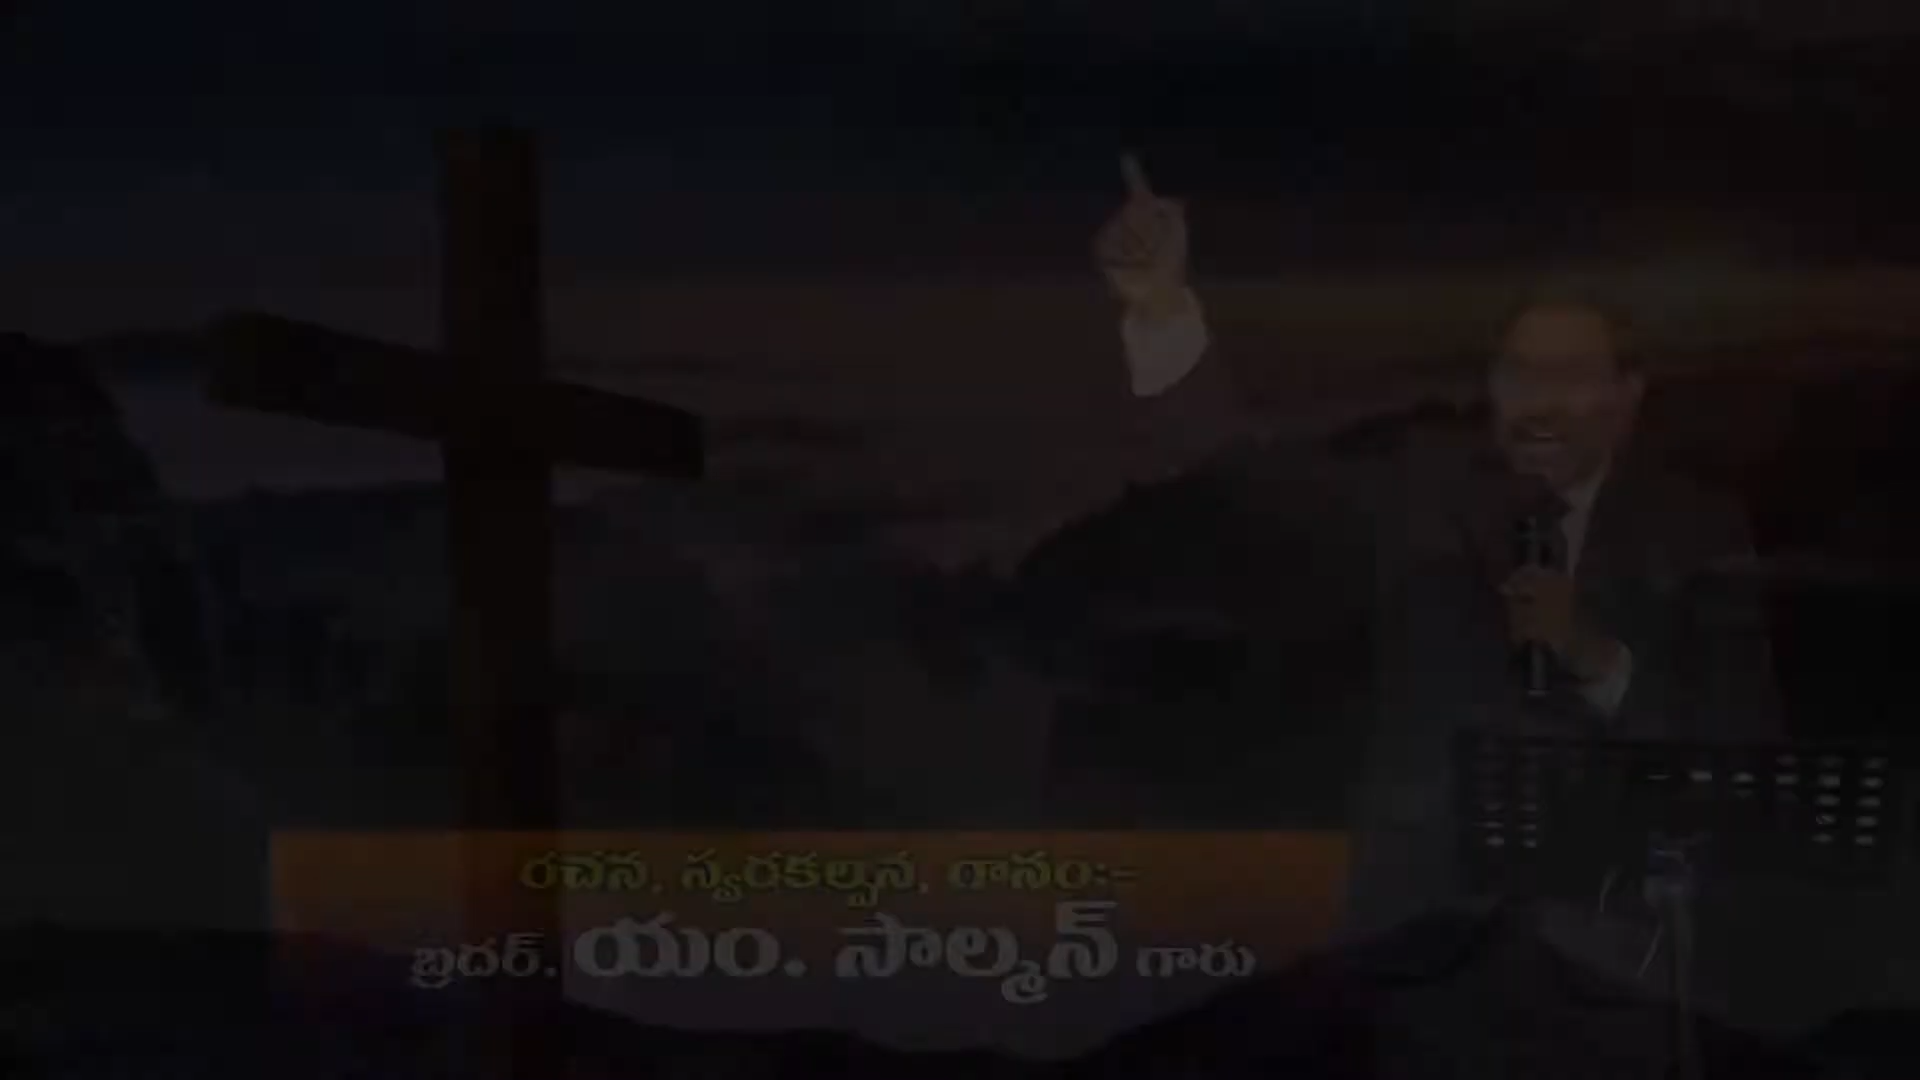 రచన, స్వరకల్పన, గానం:-
బ్రదర్. యం. సాల్మన్ గారు